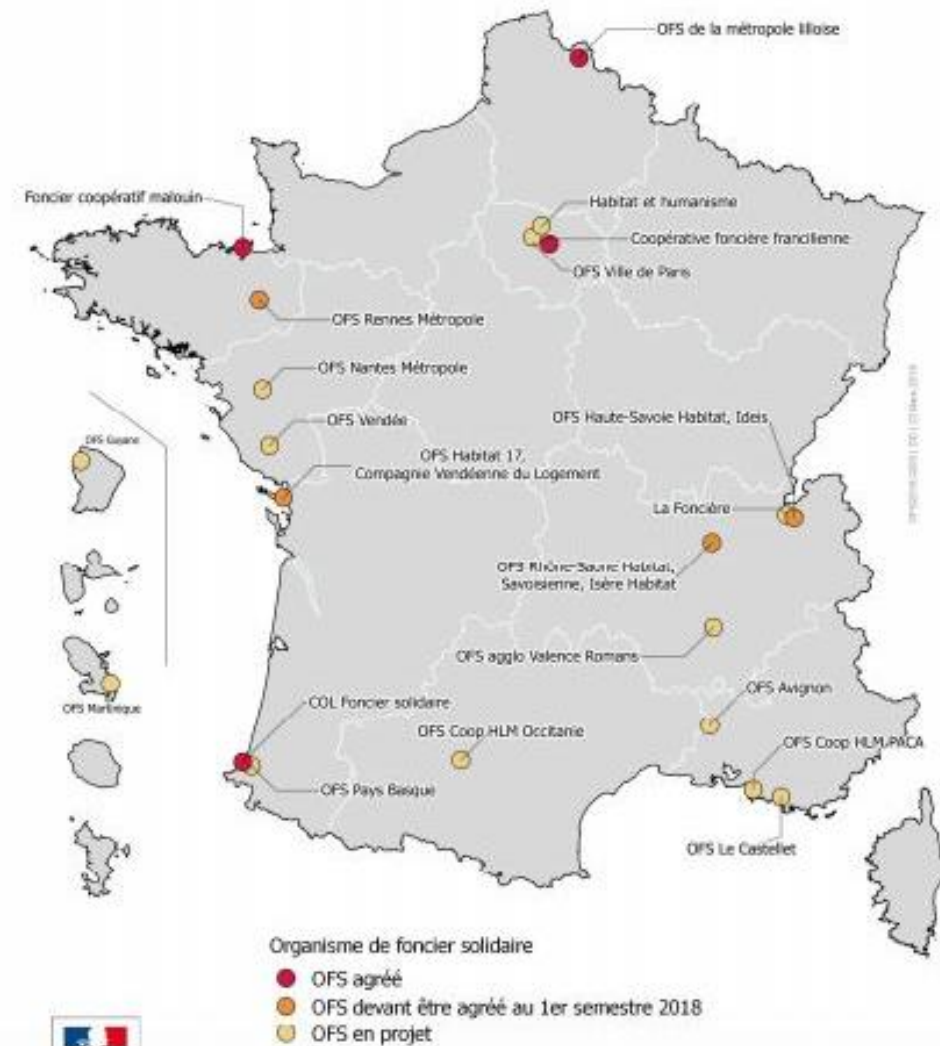 OFS de la métropole lilloise
Foncier coopératif malouin
Habitat et humanisme
Coopérative foncière francilienne
OFS Ville de Paris
OFS Rennes Métropole
OFS Nantes Métropole
OFS Vendée
OFS Haute-Savoie Habitat, Ideis
OFS Guyane
OFS Habitat 17,
Compagnie Vendéenne du Logement
La Foncière
OFS Rhône-Saône Habitat,
Savoisienne, Isère Habitat
OFS agglo Valence Romans
OFS Martinique
COL Foncier solidaire
OFS Avignon
OFS Coop HLM Occitanie
OFS Coop HLM PACA
OFS Pays Basque
OFS Le Castellet
Organisme de foncier solidaire
OFS agréé
OFS devant être agréé au 1er semestre 2018
OFS en projet